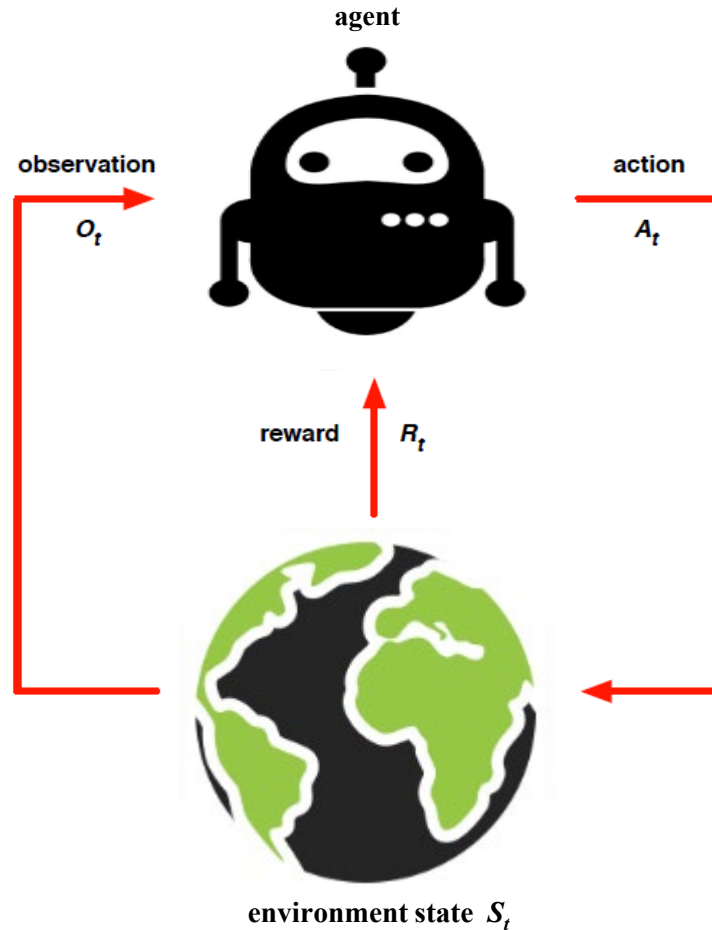 agent
observation
O_t
action
A_t
reward R_t
environment state S_t